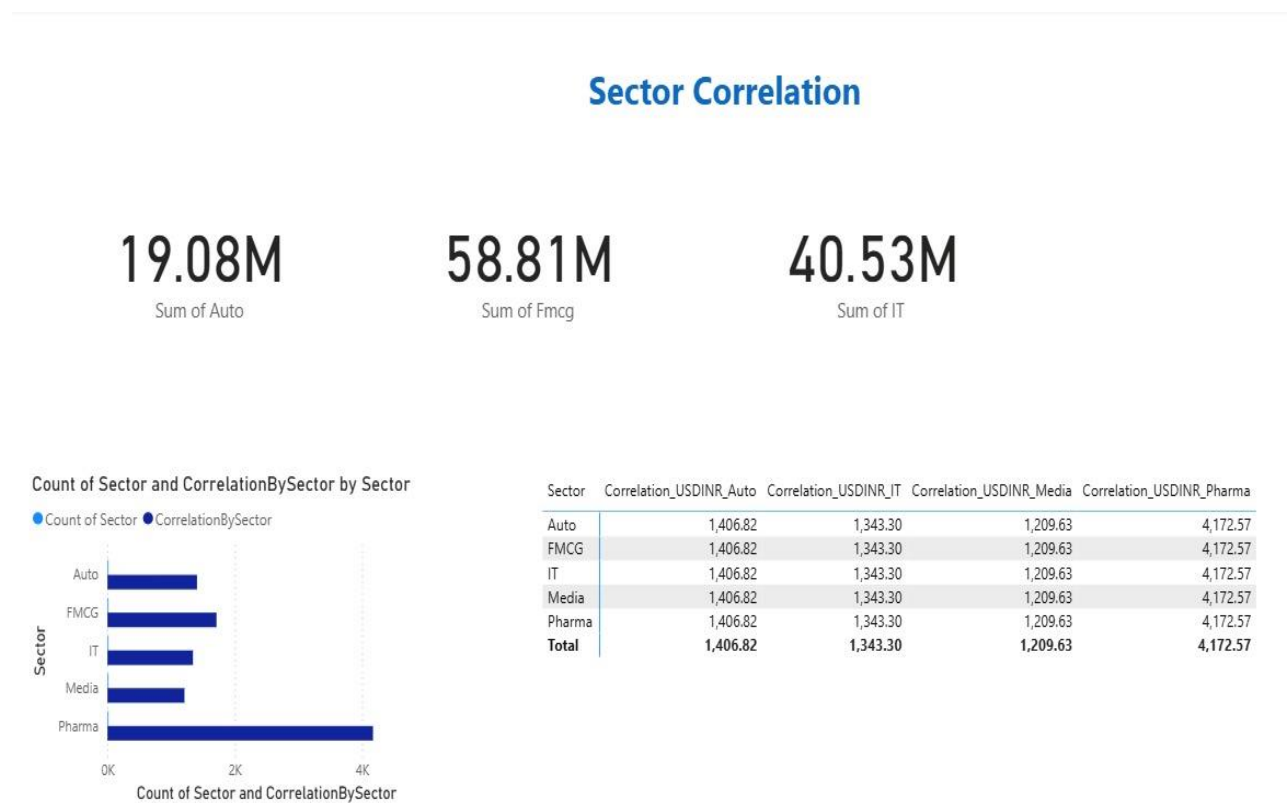 Sector Correlation
19.08M 58.81M 40.53M
Sum of Auto Sum of Fmcg Sum of IT
Count of Sector and CorrelationBySector by Sector
Count of Sector CorrelationBySector
Auto
FMCG
IT
Media
Pharma
Sector
0K 2K 4K
Count of Sector and CorrelationBySector
Sector Correlation_USDINR_Auto Correlation_USDINR_IT Correlation_USDINR_Media Correlation_USDINR_Pharma
Auto 1,406.82 1,343.30 1,209.63 4,172.57
FMCG 1,406.82 1,343.30 1,209.63 4,172.57
IT 1,406.82 1,343.30 1,209.63 4,172.57
Media 1,406.82 1,343.30 1,209.63 4,172.57
Pharma 1,406.82 1,343.30 1,209.63 4,172.57
Total 1,406.82 1,343.30 1,209.63 4,172.57